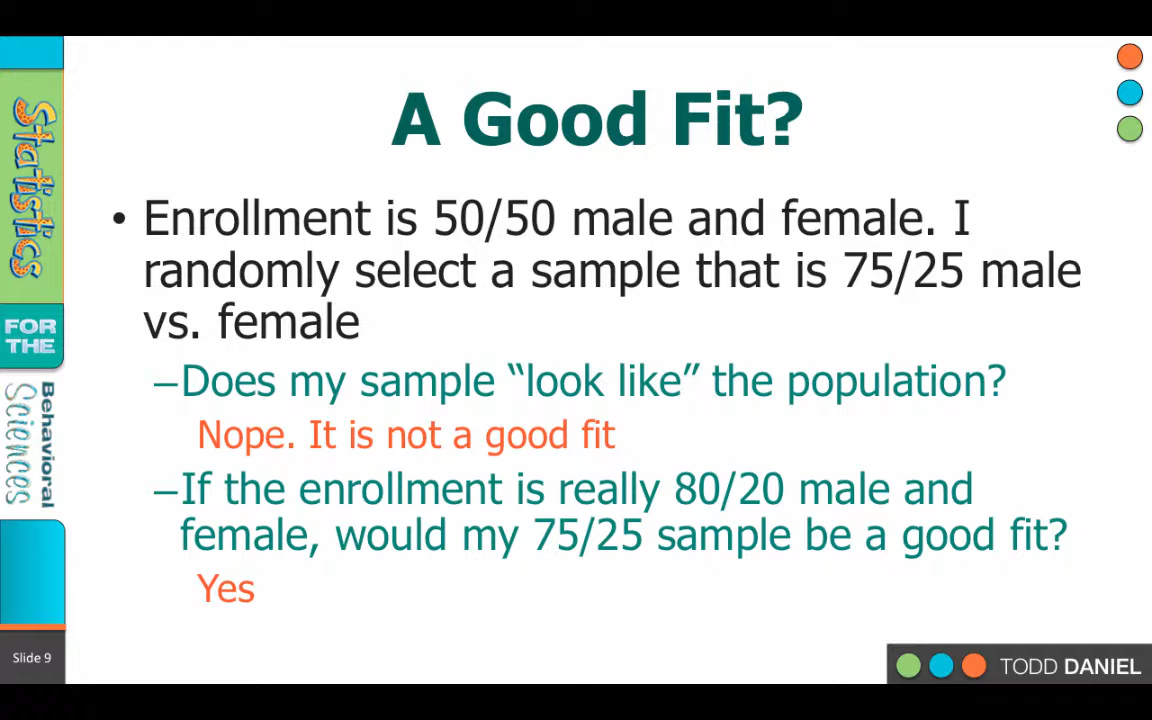 A Good Fit?
• Enrollment is 50/50 male and female. I
randomly select a sample that is 75/25 male
vs. female
–Does my sample “look like” the population?
Nope. It is not a good fit
–If the enrollment is really 80/20 male and
female, would my 75/25 sample be a good fit?
Yes
Statistics
FOR
THE
Behavioral
Sciences
Slide 9
TODD DANIEL